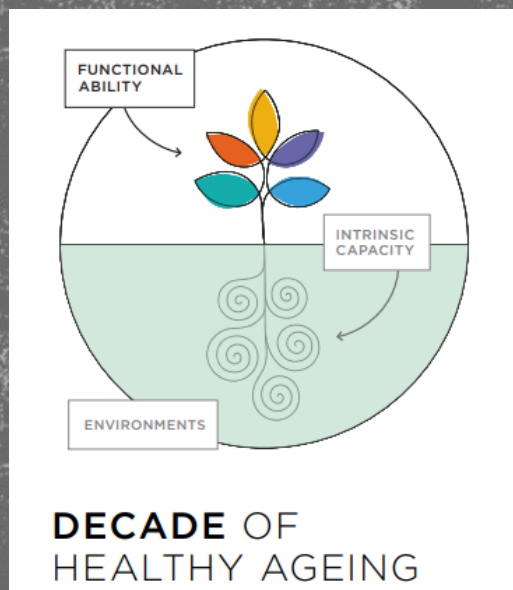 FUNCTIONAL
ABILITY
INTRINSIC
CAPACITY
ENVIRONMENTS
DECADE OF
HEALTHY AGEING